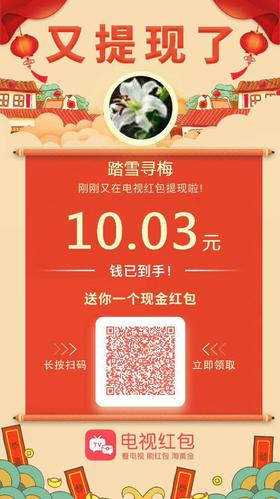 又提现了
踏雪寻梅
刚刚又在电视红包提现啦!
10.03元
钱已到手!
送你一个现金红包
长按扫码 >>> <<< 立即领取
TV 电视红包
看电视 刷红包 淘黄金